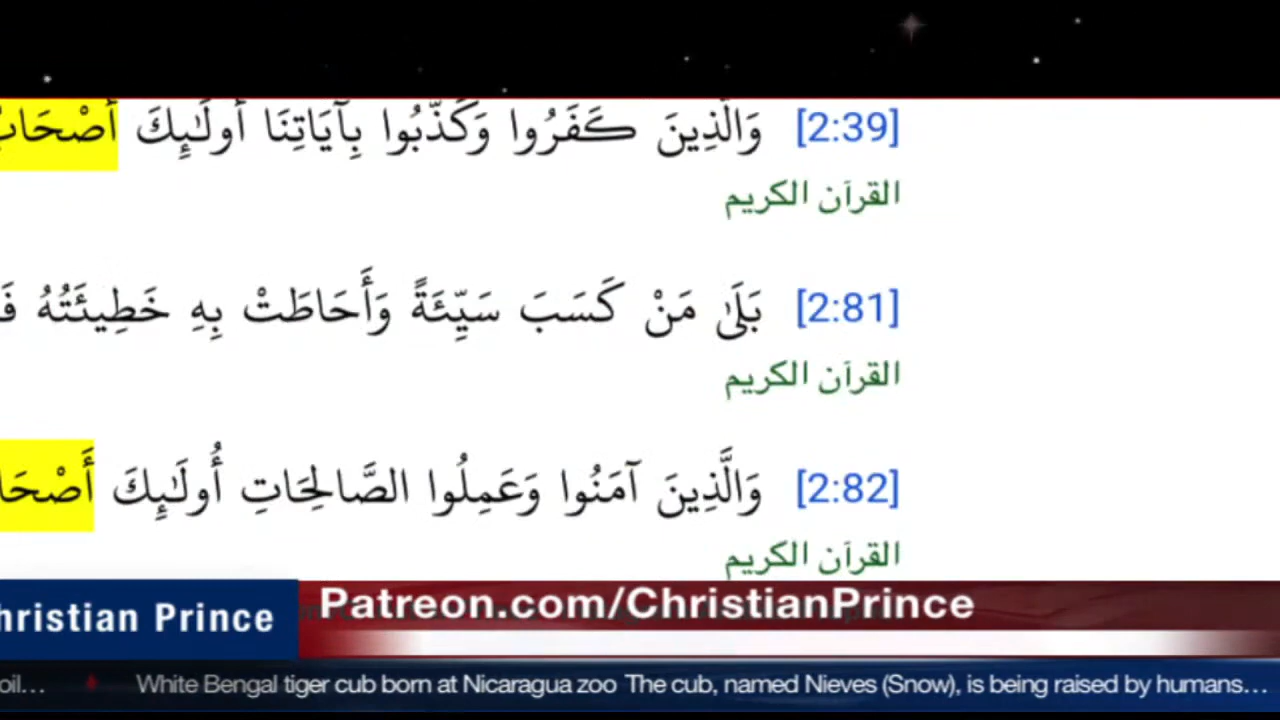 [2:39] وَالَّذِينَ كَفَرُوا وَكَذَّبُوا بِآيَاتِنَا أُولَـٰئِكَ
القرآن الكريم
[2:81] بَلَىٰ مَنْ كَسَبَ سَيِّئَةً وَأَحَاطَتْ بِهِ خَطِيئَتُهُ
القرآن الكريم
[2:82] وَالَّذِينَ آمَنُوا وَعَمِلُوا الصَّالِحَاتِ أُولَـٰئِكَ
القرآن الكريم
Patreon.com/ChristianPrince
hristian Prince
oil... White Bengal tiger cub born at Nicaragua zoo The cub, named Nieves (Snow), is being raised by humans...